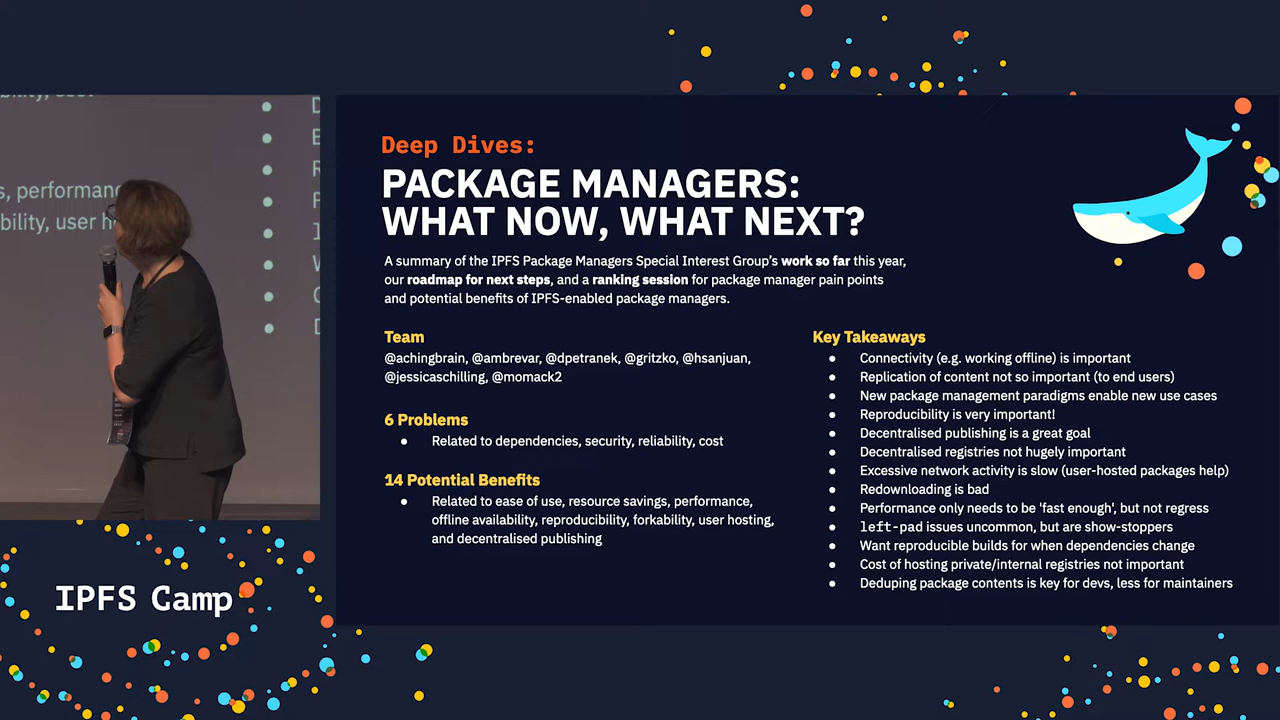 s, performanc
bility, user h
IPFS Camp
Deep Dives:
PACKAGE MANAGERS:
WHAT NOW, WHAT NEXT?
A summary of the IPFS Package Managers Special Interest Group's work so far this year,
our roadmap for next steps, and a ranking session for package manager pain points
and potential benefits of IPFS-enabled package managers.
Team
@achingbrain, @ambrevar, @dpetranek, @gritzko, @hsanjuan,
@jessicaschilling, @momack2
6 Problems
● Related to dependencies, security, reliability, cost
14 Potential Benefits
● Related to ease of use, resource savings, performance,
offline availability, reproducibility, forkability, user hosting,
and decentralised publishing
Key Takeaways
● Connectivity (e.g. working offline) is important
● Replication of content not so important (to end users)
● New package management paradigms enable new use cases
● Reproducibility is very important!
● Decentralised publishing is a great goal
● Decentralised registries not hugely important
● Excessive network activity is slow (user-hosted packages help)
● Redownloading is bad
● Performance only needs to be 'fast enough', but not regress
● left-pad issues uncommon, but are show-stoppers
● Want reproducible builds for when dependencies change
● Cost of hosting private/internal registries not important
● Deduping package contents is key for devs, less for maintainers